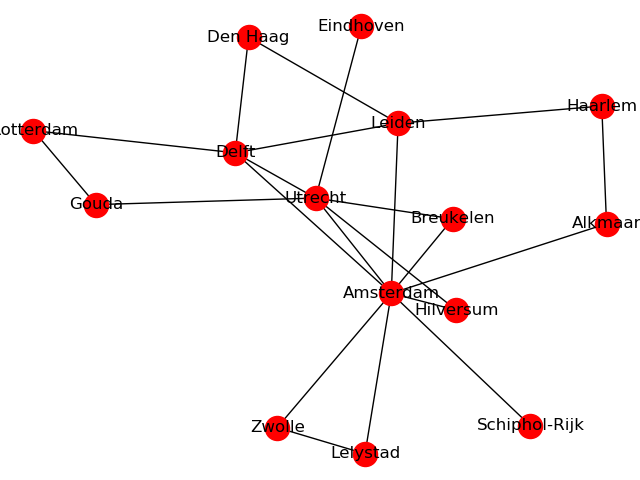 Eindhoven
Den Haag
Haarlem
Leiden
otterdam
Delft
Utrecht
Gouda
Breukelen
Alkmaar
Amsterdam
Hilversum
Zwolle
Schiphol-Rijk
Lelystad